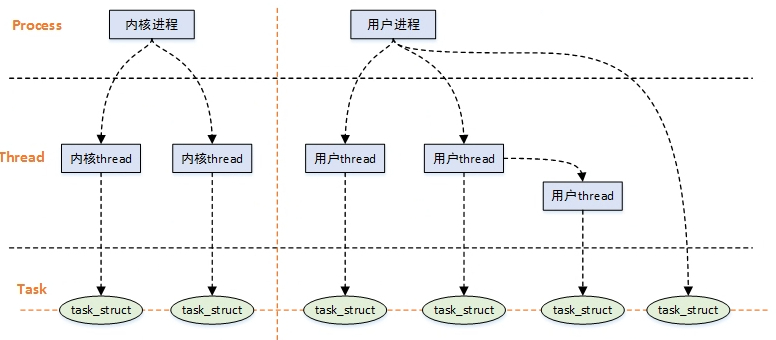 Process
内核进程
用户进程
Thread
内核thread
内核thread
用户thread
用户thread
用户thread
Task
task_struct
task_struct
task_struct
task_struct
task_struct
task_struct